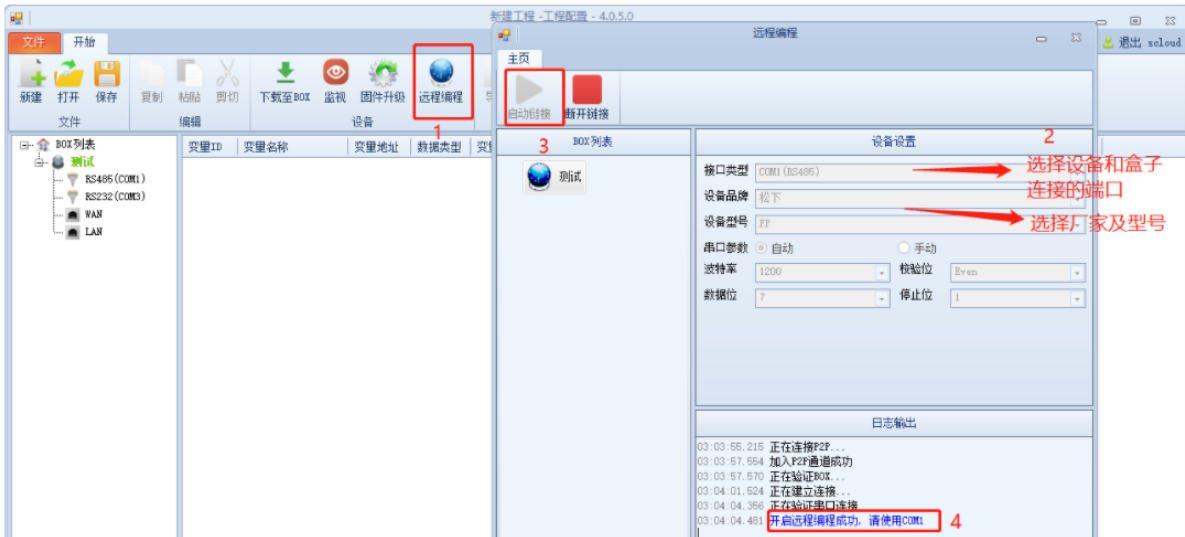 新建工程 -工程配置 - 4.0.5.0
文件 开始
退出 scloud
新建 打开 保存 复制 粘贴 剪切 下载至BOX 监视 固件升级 远程编程
文件 编辑 设备
1
BOX列表
测试
RS485(COM1)
RS232(COM3)
WAN
LAN
变量ID 变量名称 变量地址 数据类型
远程编程
主页
启动链接 断开链接
3
BOX列表
测试
设备设置
2
接口类型 COM1(RS485)
选择设备和盒子
连接的端口
设备品牌 松下
设备型号 FP
选择厂家及型号
串口参数 自动 手动
波特率 1200 校验位 Even
数据位 7 停止位 1
日志输出
03:03:55.215 正在连接P2P...
03:03:57.554 加入P2P通道成功
03:03:57.570 正在验证BOX...
03:04:01.524 正在建立连接...
03:04:04.356 正在验证串口连接
03:04:04.481 开启远程编程成功, 请使用COM1
4